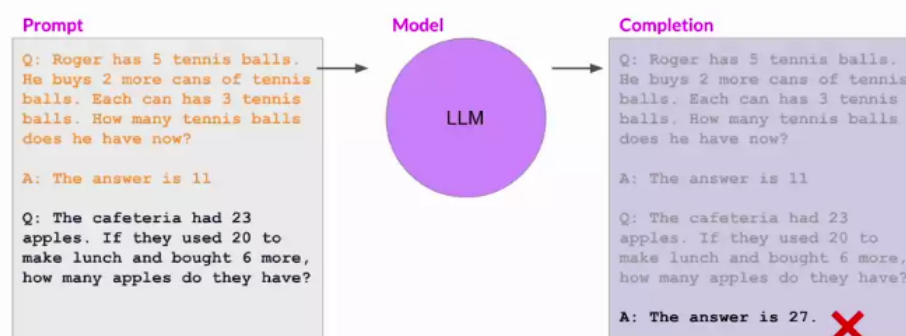 Prompt
Q: Roger has 5 tennis balls.
He buys 2 more cans of tennis
balls. Each can has 3 tennis
balls. How many tennis balls
does he have now?
A: The answer is 11
Q: The cafeteria had 23
apples. If they used 20 to
make lunch and bought 6 more,
how many apples do they have?
Model
LLM
Completion
Q: Roger has 5 tennis balls.
He buys 2 more cans of tennis
balls. Each can has 3 tennis
balls. How many tennis balls
does he have now?
A: The answer is 11
Q: The cafeteria had 23
apples. If they used 20 to
make lunch and bought 6 more,
how many apples do they have?
A: The answer is 27.